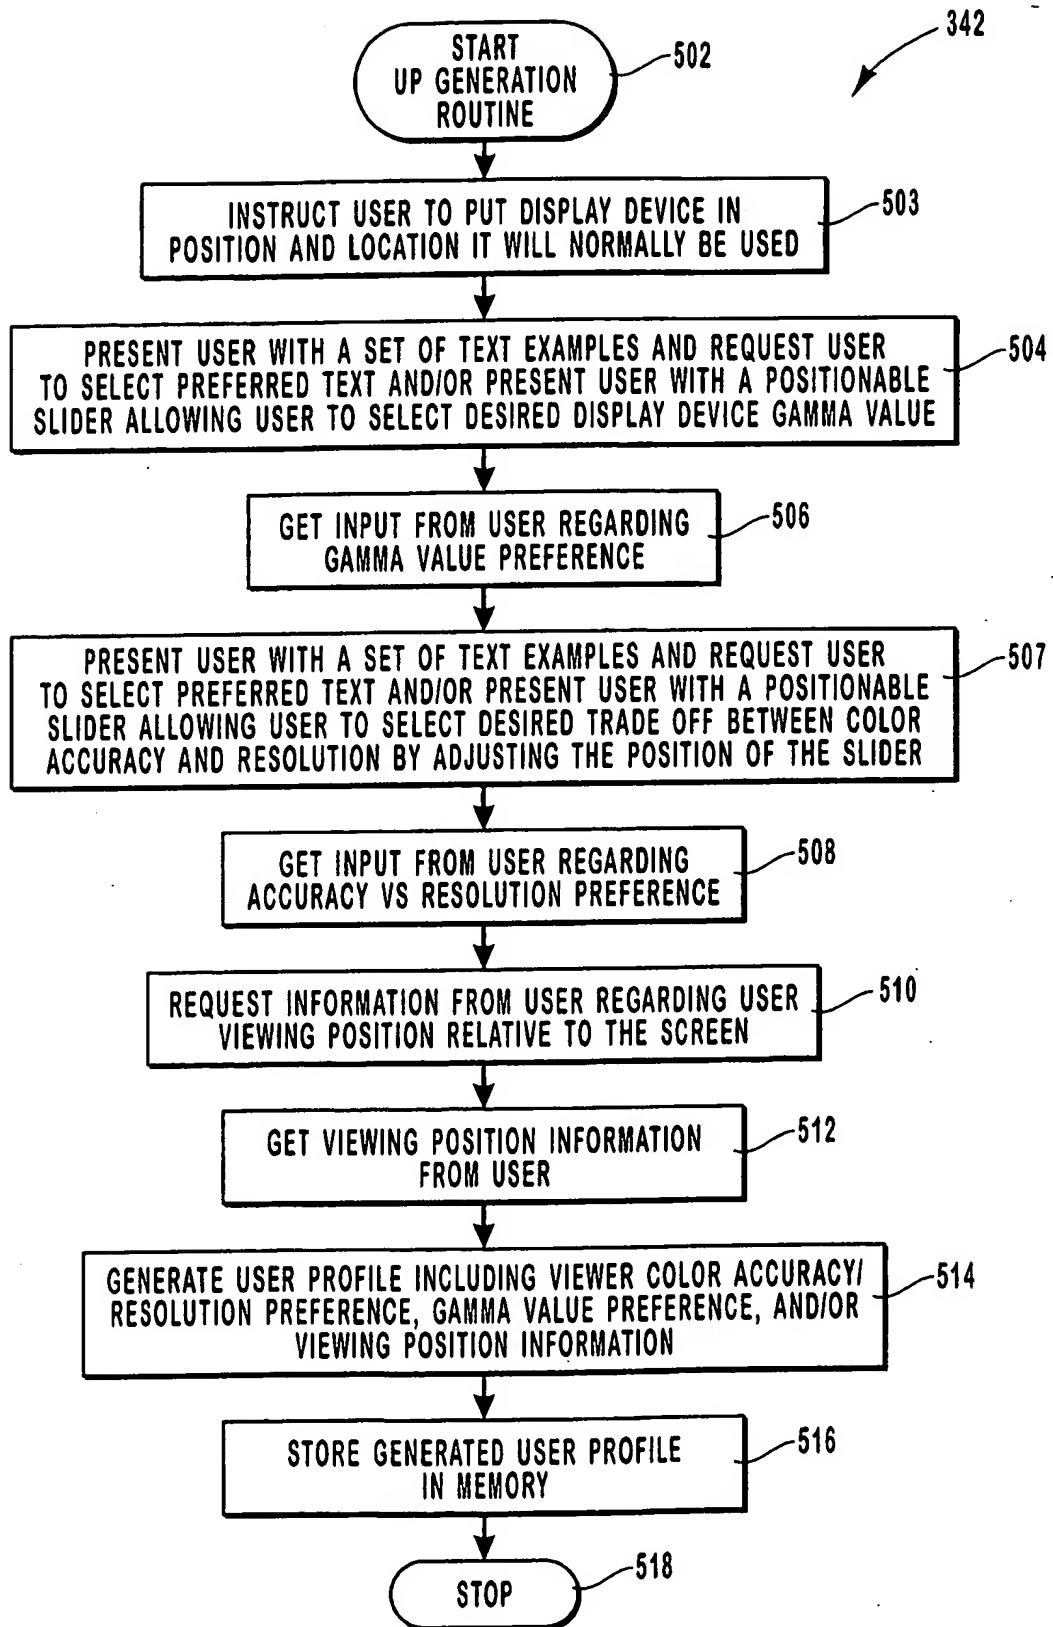 342
START
UP GENERATION
ROUTINE
502
INSTRUCT USER TO PUT DISPLAY DEVICE IN
POSITION AND LOCATION IT WILL NORMALLY BE USED
503
PRESENT USER WITH A SET OF TEXT EXAMPLES AND REQUEST USER
TO SELECT PREFERRED TEXT AND/OR PRESENT USER WITH A POSITIONABLE
SLIDER ALLOWING USER TO SELECT DESIRED DISPLAY DEVICE GAMMA VALUE
504
GET INPUT FROM USER REGARDING
GAMMA VALUE PREFERENCE
506
PRESENT USER WITH A SET OF TEXT EXAMPLES AND REQUEST USER
TO SELECT PREFERRED TEXT AND/OR PRESENT USER WITH A POSITIONABLE
SLIDER ALLOWING USER TO SELECT DESIRED TRADE OFF BETWEEN COLOR
ACCURACY AND RESOLUTION BY ADJUSTING THE POSITION OF THE SLIDER
507
GET INPUT FROM USER REGARDING
ACCURACY VS RESOLUTION PREFERENCE
508
REQUEST INFORMATION FROM USER REGARDING USER
VIEWING POSITION RELATIVE TO THE SCREEN
510
GET VIEWING POSITION INFORMATION
FROM USER
512
GENERATE USER PROFILE INCLUDING VIEWER COLOR ACCURACY/
RESOLUTION PREFERENCE, GAMMA VALUE PREFERENCE, AND/OR
VIEWING POSITION INFORMATION
514
STORE GENERATED USER PROFILE
IN MEMORY
516
STOP
518